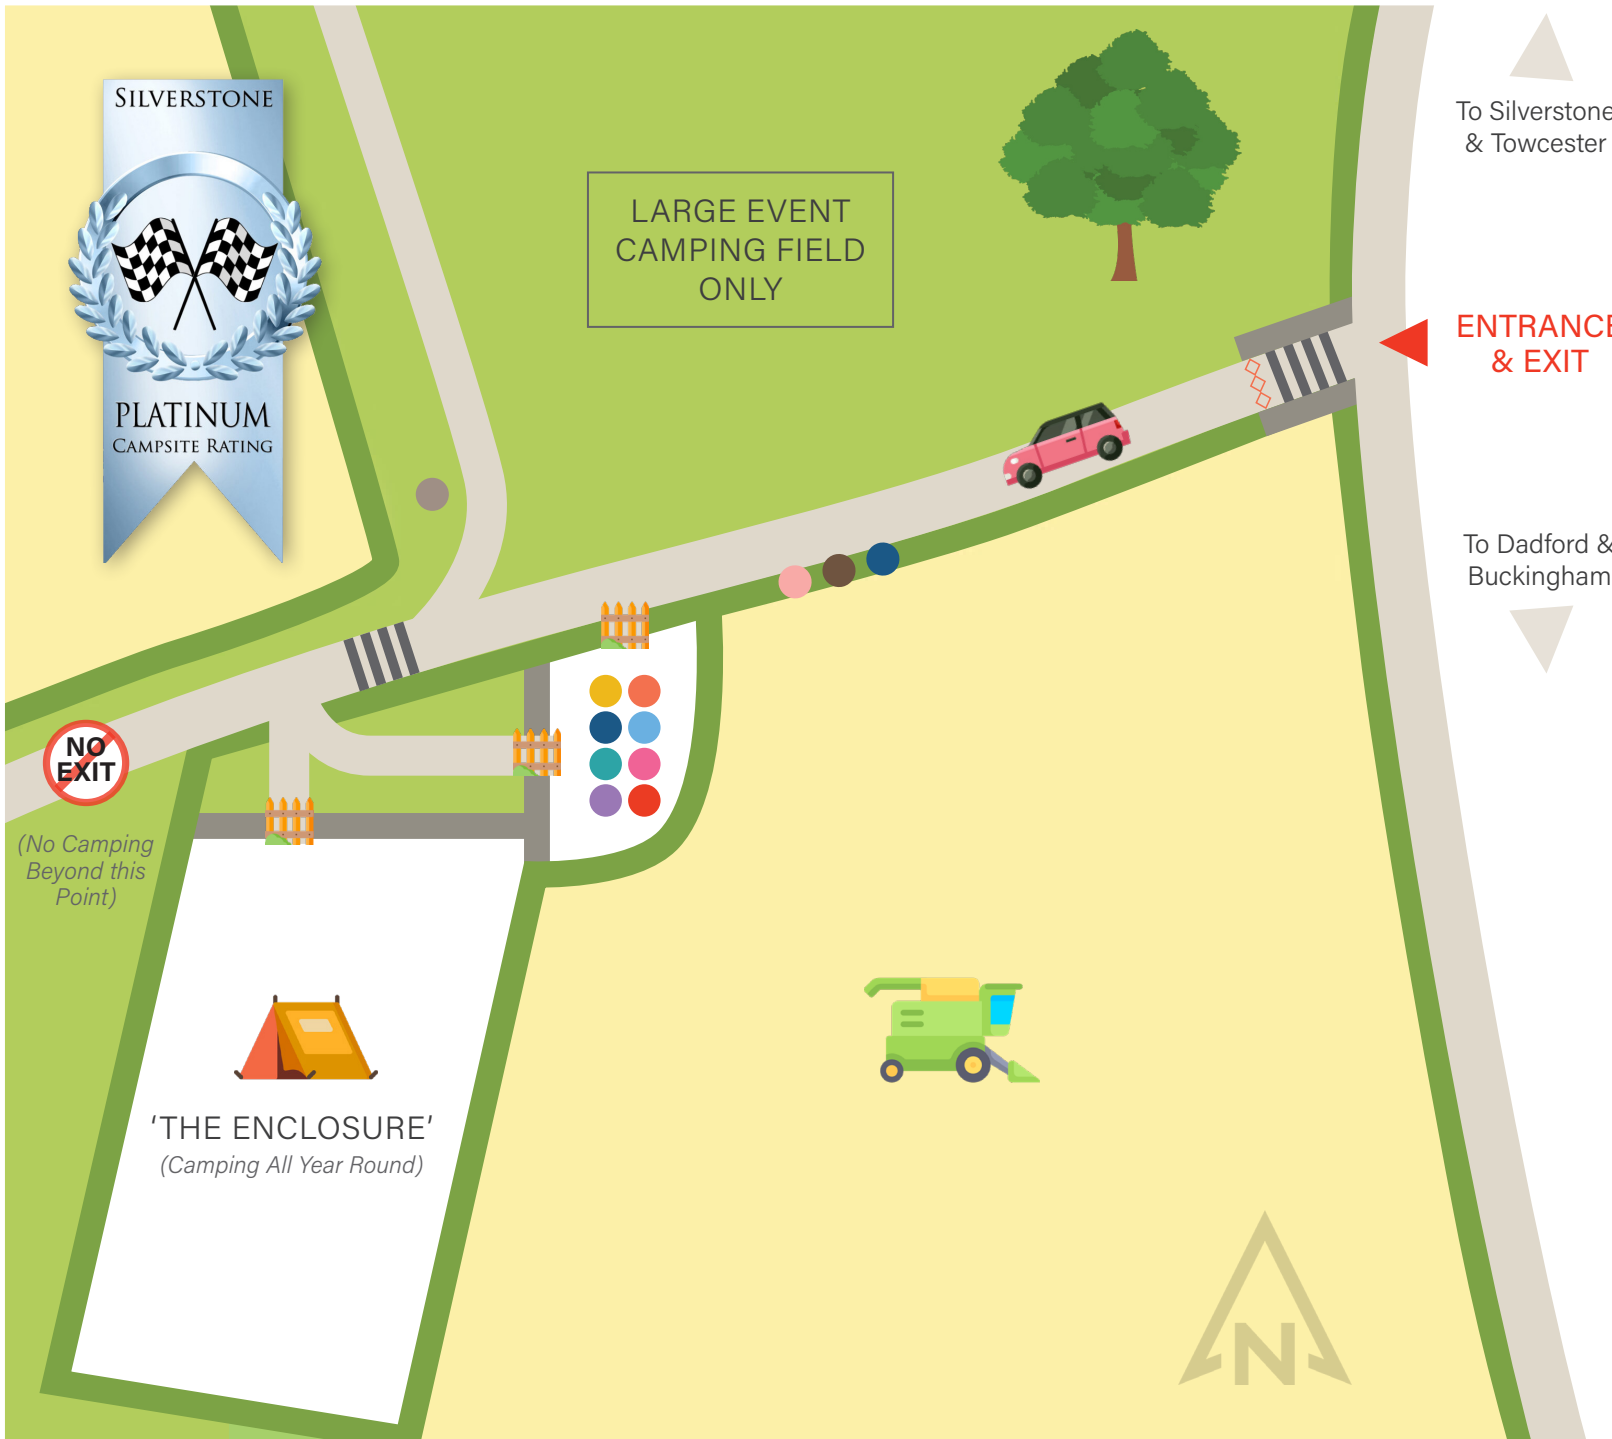 SILVERSTONE
PLATINUM
CAMPSITE RATING
LARGE EVENT
CAMPING FIELD
ONLY
To Silverstone
& Towcester
ENTRANCE
& EXIT
To Dadford &
Buckingham
NO
EXIT
(No Camping
Beyond this
Point)
'THE ENCLOSURE'
(Camping All Year Round)
N